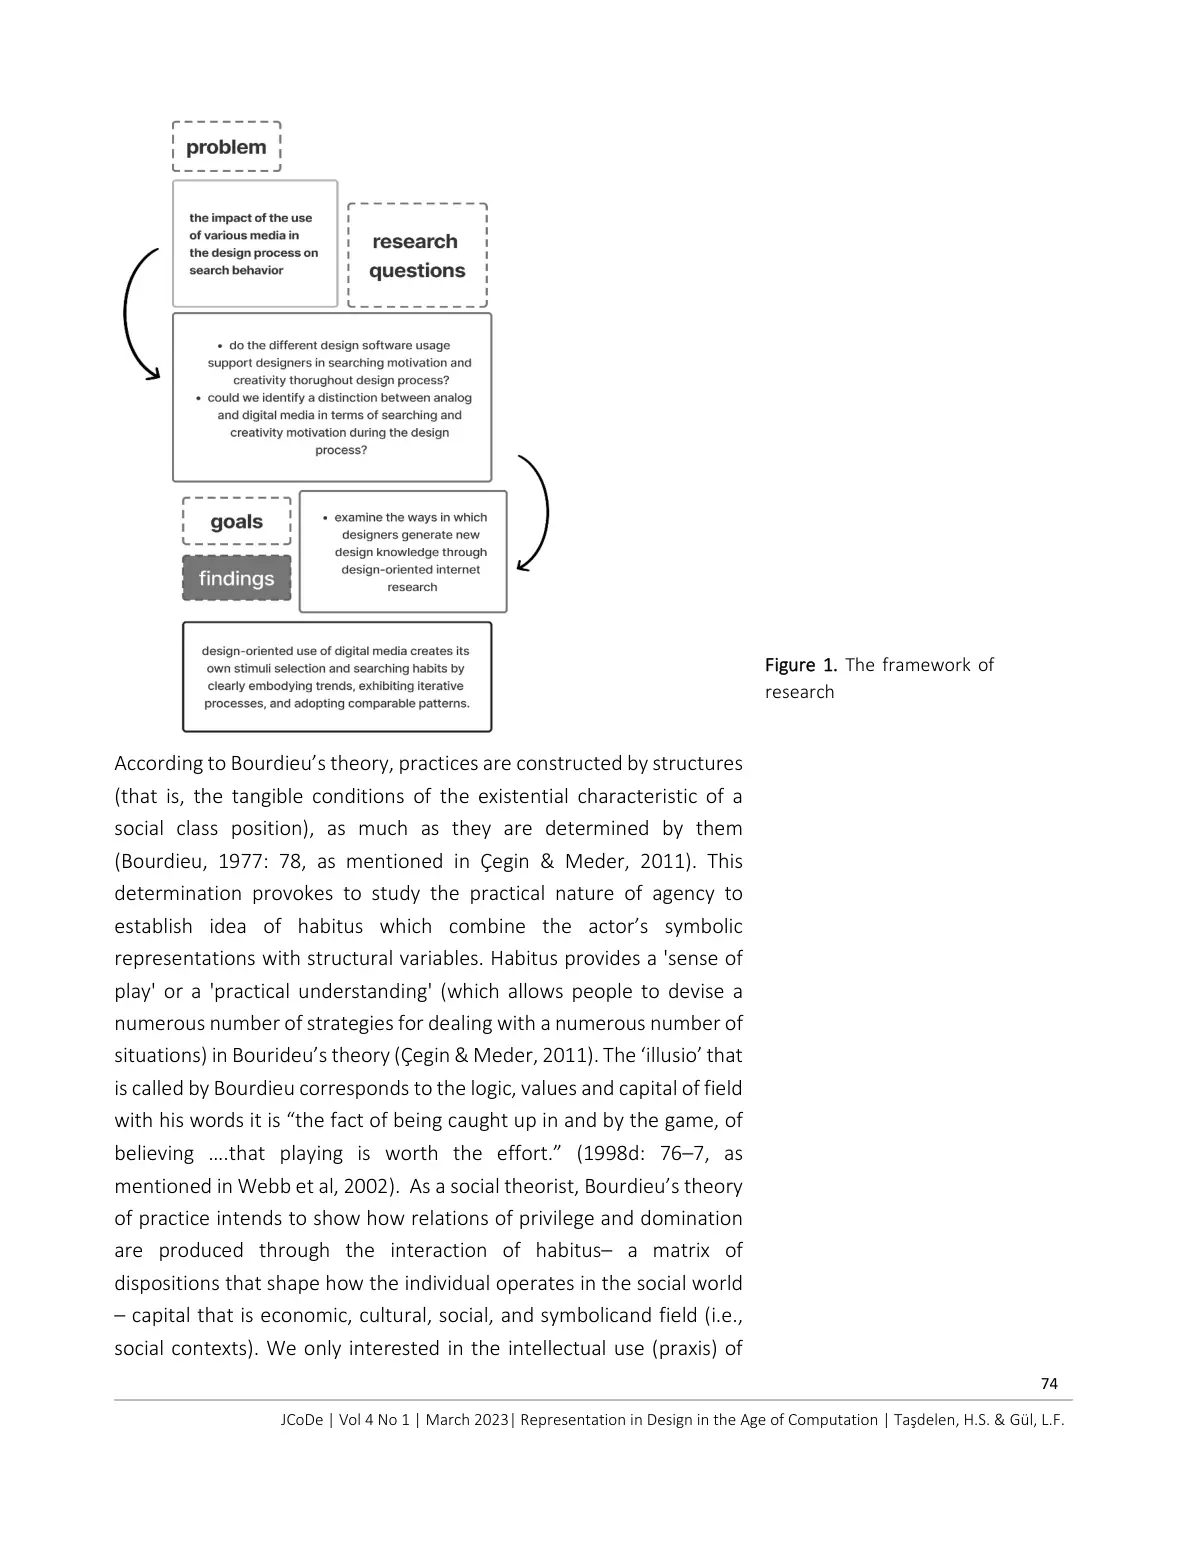 problem
the impact of the use
of various media in
the design process on
search behavior
research
questions
• do the different design software usage
support designers in searching motivation and
creativity thorughout design process?
• could we identify a distinction between analog
and digital media in terms of searching and
creativity motivation during the design
process?
goals
findings
• examine the ways in which
designers generate new
design knowledge through
design-oriented internet
research
design-oriented use of digital media creates its
own stimuli selection and searching habits by
clearly embodying trends, exhibiting iterative
processes, and adopting comparable patterns.
Figure 1. The framework of
research
According to Bourdieu’s theory, practices are constructed by structures
(that is, the tangible conditions of the existential characteristic of a
social class position), as much as they are determined by them
(Bourdieu, 1977: 78, as mentioned in Çegin & Meder, 2011). This
determination provokes to study the practical nature of agency to
establish idea of habitus which combine the actor’s symbolic
representations with structural variables. Habitus provides a 'sense of
play' or a 'practical understanding' (which allows people to devise a
numerous number of strategies for dealing with a numerous number of
situations) in Bourideu’s theory (Çegin & Meder, 2011). The ‘illusio’ that
is called by Bourdieu corresponds to the logic, values and capital of field
with his words it is “the fact of being caught up in and by the game, of
believing ….that playing is worth the effort.” (1998d: 76–7, as
mentioned in Webb et al, 2002). As a social theorist, Bourdieu’s theory
of practice intends to show how relations of privilege and domination
are produced through the interaction of habitus– a matrix of
dispositions that shape how the individual operates in the social world
– capital that is economic, cultural, social, and symbolicand field (i.e.,
social contexts). We only interested in the intellectual use (praxis) of
74
JCoDe | Vol 4 No 1 | March 2023| Representation in Design in the Age of Computation | Taşdelen, H.S. & Gül, L.F.